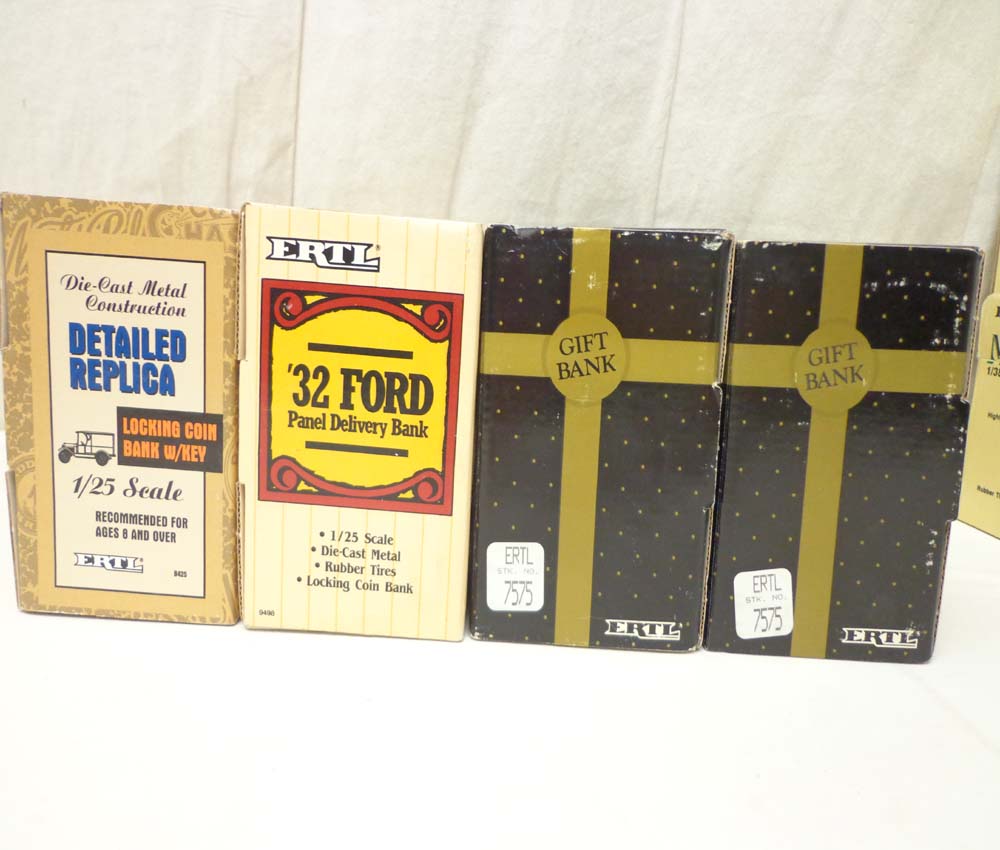 Die-Cast Metal
Construction
DETAILED
REPLICA
LOCKING COIN
BANK W/KEY
1/25 Scale
RECOMMENDED FOR
AGES 8 AND OVER
ERTL
ERTL®
'32 FORD
Panel Delivery Bank
• 1/25 Scale
• Die-Cast Metal
• Rubber Tires
• Locking Coin Bank
9498
GIFT
BANK
ERTL
STK. NO.
7575
ERTL
GIFT
BANK
ERTL
STK. NO.
7575
ERTL
Rubber